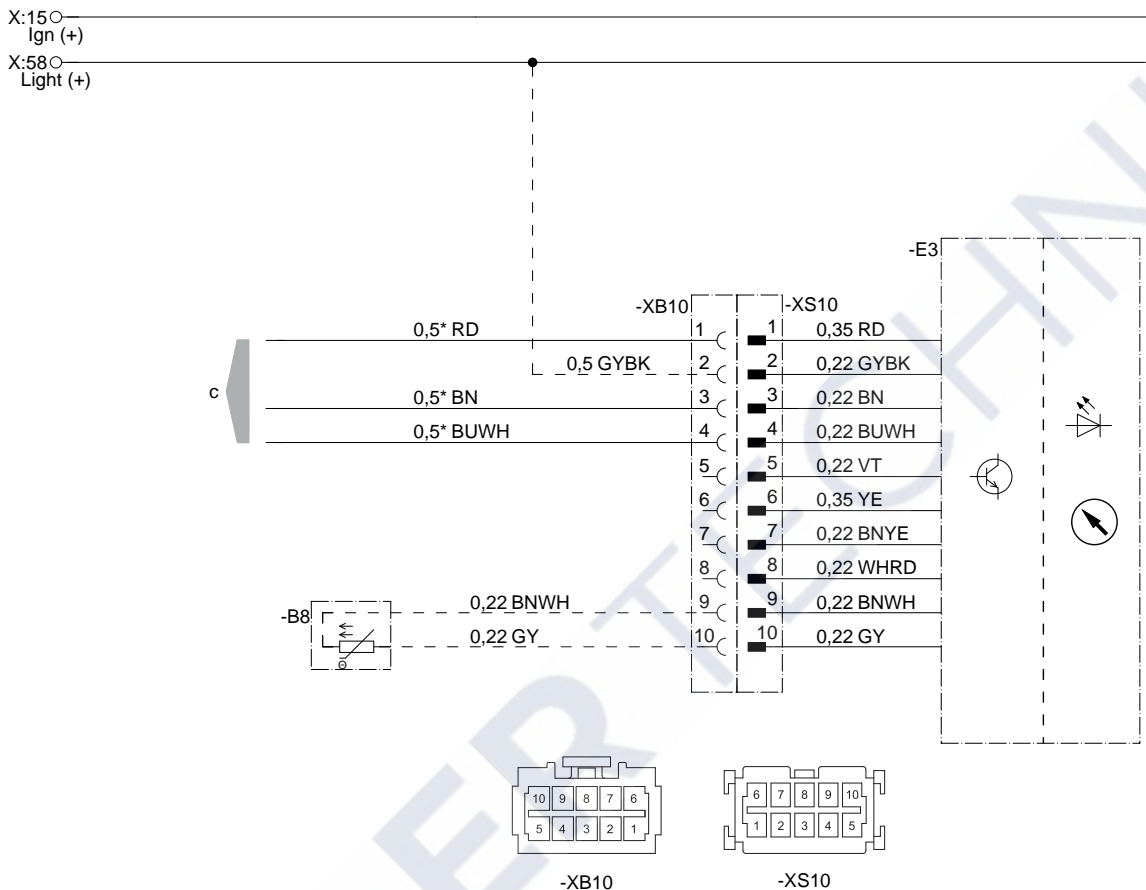 X:15
Ign (+)
X:58
Light (+)
-E3
-XB10
-XS10
0,5* RD
1
1
0,35 RD
0,5 GYBK
2
2
0,22 GYBK
c
0,5* BN
3
3
0,22 BN
0,5* BUWH
4
4
0,22 BUWH
5
5
0,22 VT
6
6
0,35 YE
7
7
0,22 BNYE
8
8
0,22 WHRD
-B8
0,22 BNWH
9
9
0,22 BNWH
0,22 GY
10
10
0,22 GY
10 9 8 7 6
5 4 3 2 1
-XB10
6 7 8 9 10
1 2 3 4 5
-XS10
ER TECHN